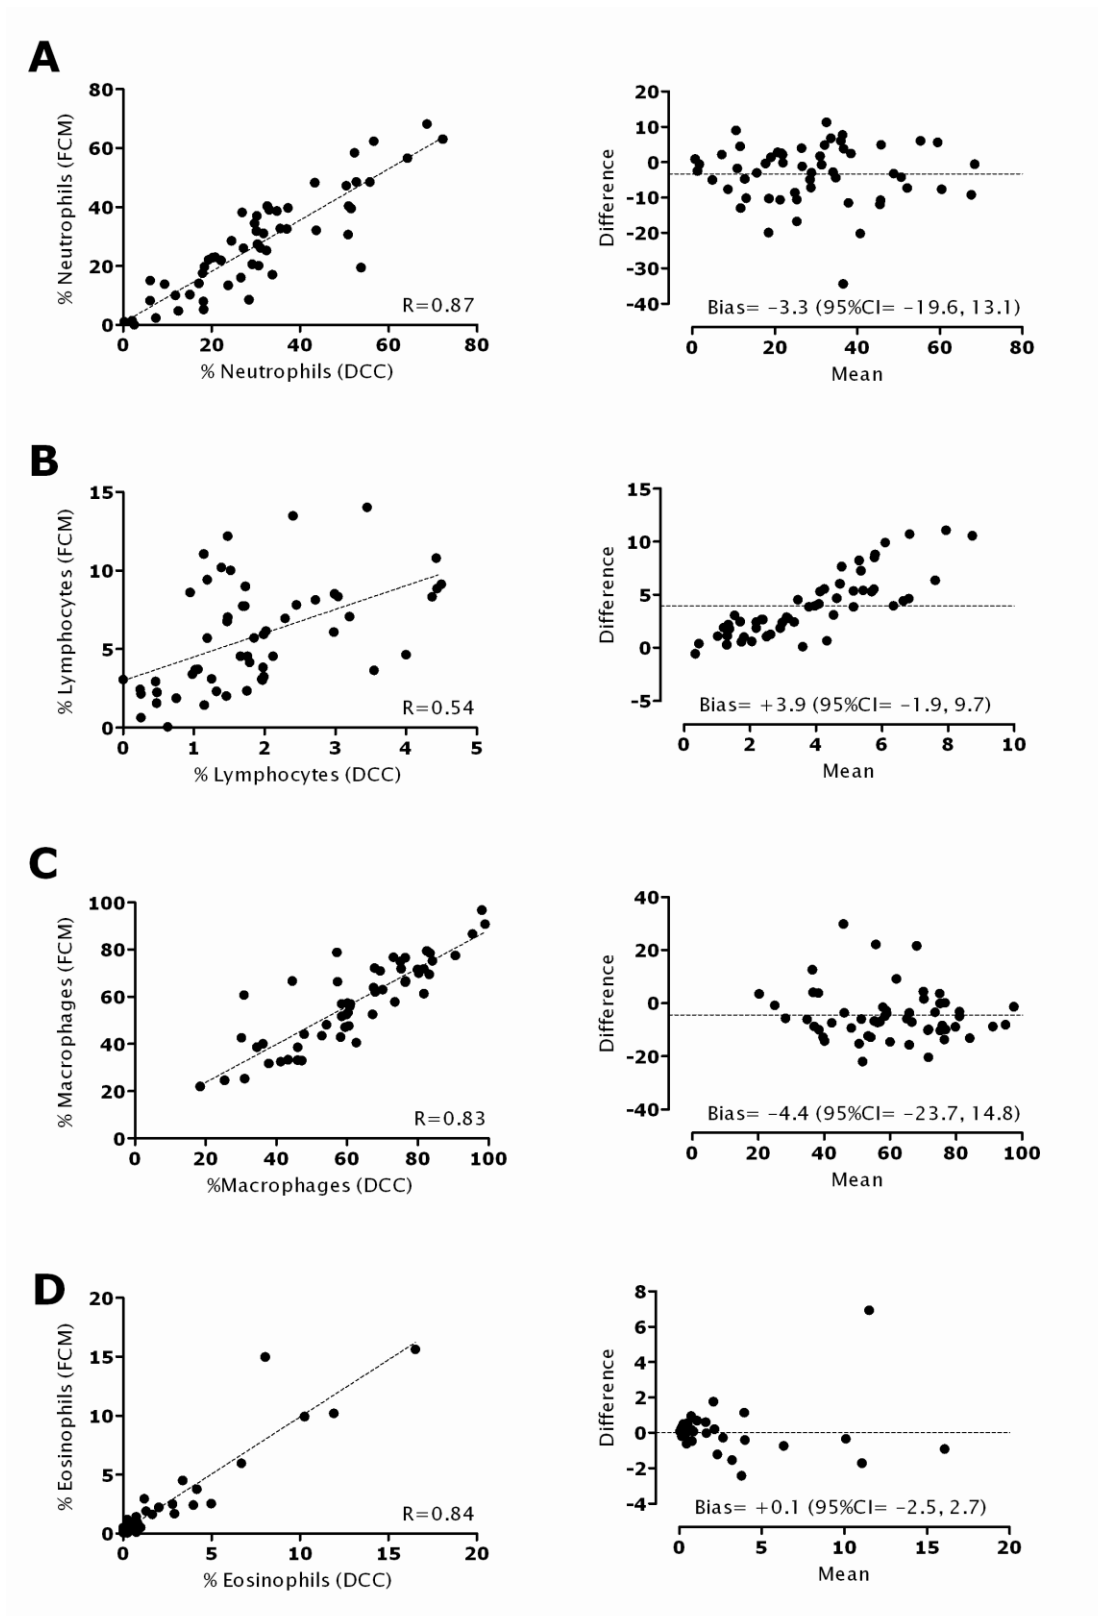 A
80
60
40
20
0
0 20 40 60 80
% Neutrophils (FCM)
% Neutrophils (DCC)
R=0.87
20
10
0
-10
-20
-30
-40
Difference
Bias= -3.3 (95%CI= -19.6, 13.1)
0 20 40 60 80
Mean
B
15
10
5
0
0 1 2 3 4 5
% Lymphocytes (FCM)
% Lymphocytes (DCC)
R=0.54
15
10
5
0
-5
Difference
Bias= +3.9 (95%CI= -1.9, 9.7)
0 2 4 6 8 10
Mean
C
100
80
60
40
20
0
0 20 40 60 80 100
% Macrophages (FCM)
%Macrophages (DCC)
R=0.83
40
20
0
-20
-40
Difference
Bias= -4.4 (95%CI= -23.7, 14.8)
0 20 40 60 80 100
Mean
D
20
15
10
5
0
0 5 10 15 20
% Eosinophils (FCM)
% Eosinophils (DCC)
R=0.84
8
6
4
2
0
-2
-4
Difference
Bias= +0.1 (95%CI= -2.5, 2.7)
0 5 10 15 20
Mean